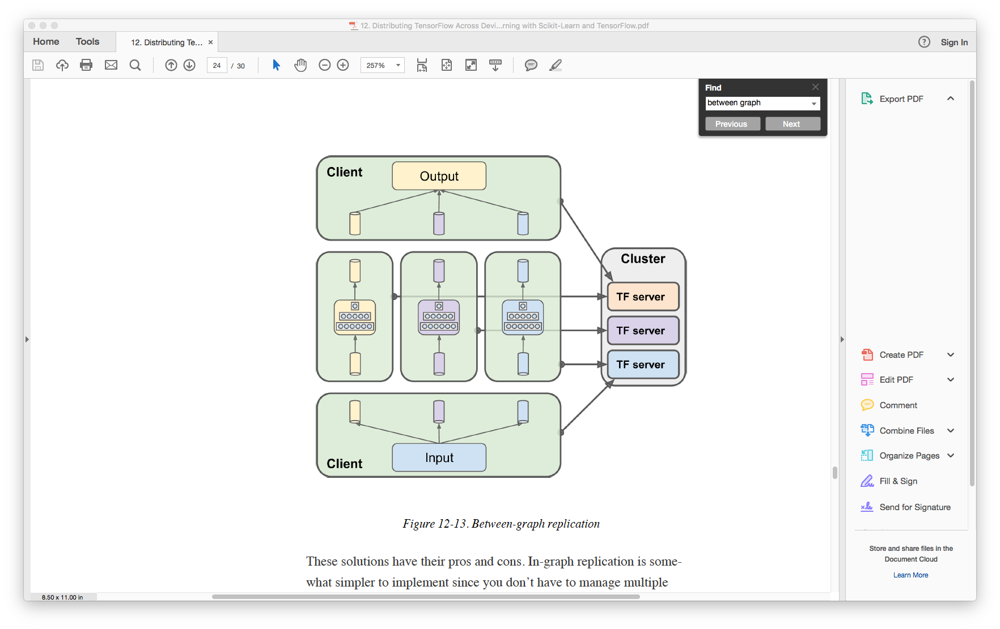 12. Distributing TensorFlow Across Devi...rning with Scikit-Learn and TensorFlow.pdf
Home
Tools
12. Distributing Te...
×
?
Sign In
24 / 30
257%
Find
between graph
Previous
Next
Export PDF
Client
Output
Cluster
TF server
TF server
TF server
Input
Client
Create PDF
Edit PDF
Comment
Combine Files
Organize Pages
Fill & Sign
Send for Signature
Figure 12-13. Between-graph replication
These solutions have their pros and cons. In-graph replication is some-
what simpler to implement since you don’t have to manage multiple
Store and share files in the
Document Cloud
Learn More
8.50 x 11.00 in